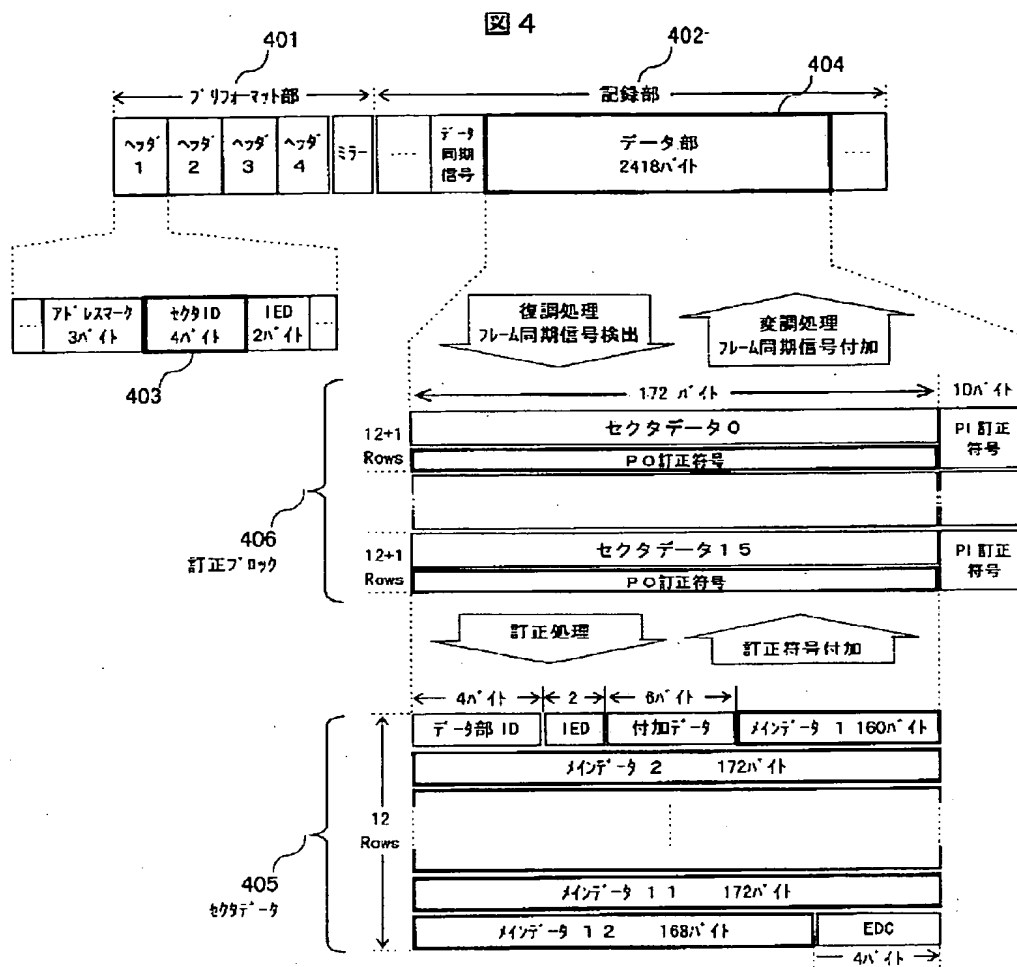 図4
401
402
404
プリフォーマット部
記録部
ヘッダ
1
ヘッダ
2
ヘッダ
3
ヘッダ
4
ミラー
……
データ
同期
信号
データ部
2418バイト
……
…
アドレスマーク
3バイト
セクタID
4バイト
IED
2バイト
…
403
復調処理
フレーム同期信号検出
変調処理
フレーム同期信号付加
172 バイト
10バイト
12+1
Rows
セクタデータ0
PO訂正符号
PI訂正
符号
406
訂正ブロック
12+1
Rows
セクタデータ15
PO訂正符号
PI訂正
符号
訂正処理
訂正符号付加
4バイト
2
6バイト
データ部 ID
IED
付加データ
メインデータ 1 160バイト
メインデータ 2 172バイト
12
Rows
405
セクタデータ
メインデータ 11 172バイト
メインデータ 12 168バイト
EDC
4バイト